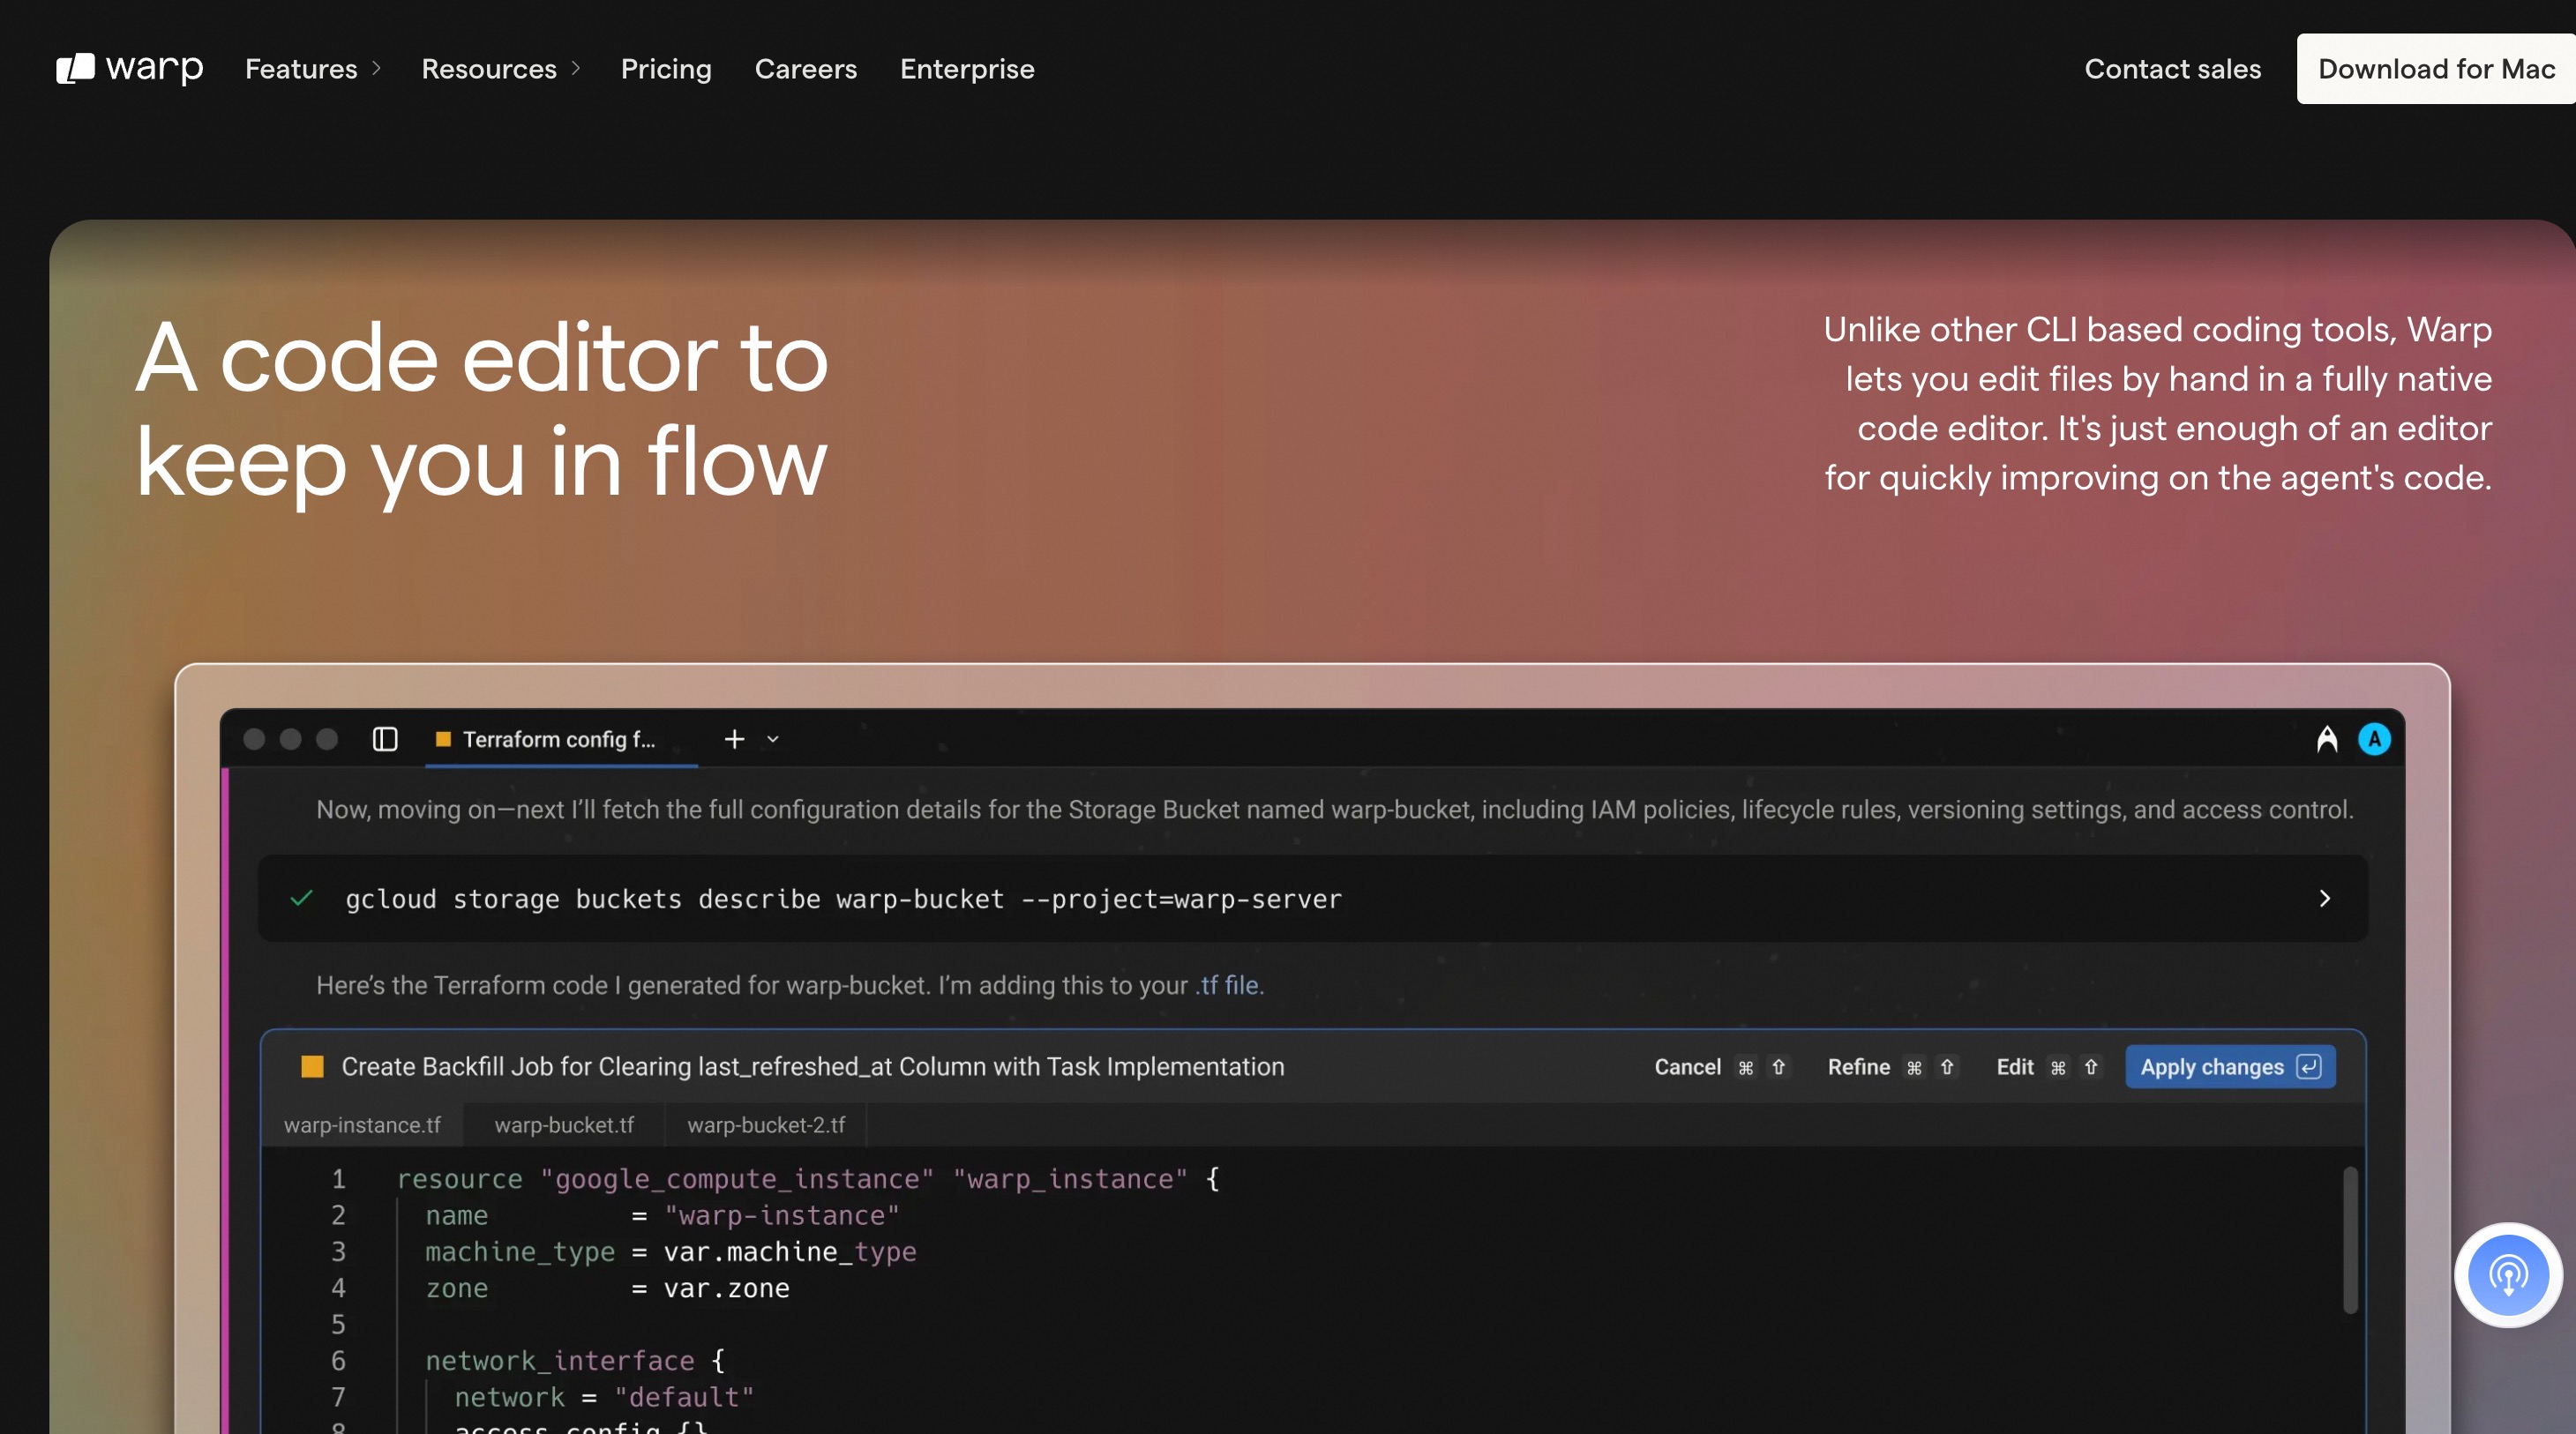 warp
Features
Resources
Pricing
Careers
Enterprise
Contact sales
Download for Mac
A code editor to
keep you in flow
Unlike other CLI based coding tools, Warp
lets you edit files by hand in a fully native
code editor. It's just enough of an editor
for quickly improving on the agent's code.
Terraform config f...
A
Now, moving on—next I’ll fetch the full configuration details for the Storage Bucket named warp-bucket, including IAM policies, lifecycle rules, versioning settings, and access control.
gcloud storage buckets describe warp-bucket --project=warp-server
Here’s the Terraform code I generated for warp-bucket. I’m adding this to your .tf file.
Create Backfill Job for Clearing last_refreshed_at Column with Task Implementation
Cancel ⌘ ⇧
Refine ⌘ ⇧
Edit ⌘ ⇧
Apply changes
warp-instance.tf
warp-bucket.tf
warp-bucket-2.tf
1 resource "google_compute_instance" "warp_instance" {
2 name = "warp-instance"
3 machine_type = var.machine_type
4 zone = var.zone
5
6 network_interface {
7 network = "default"
8 access_config {}